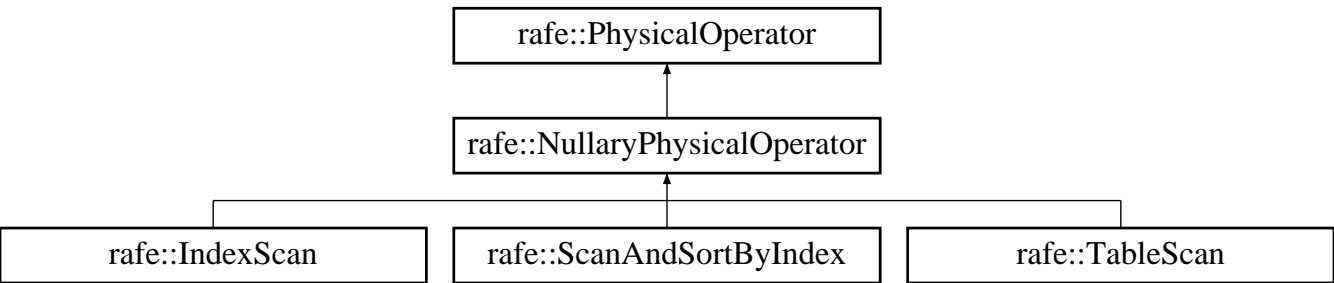 rafe::PhysicalOperator
rafe::NullaryPhysicalOperator
rafe::IndexScan
rafe::ScanAndSortByIndex
rafe::TableScan